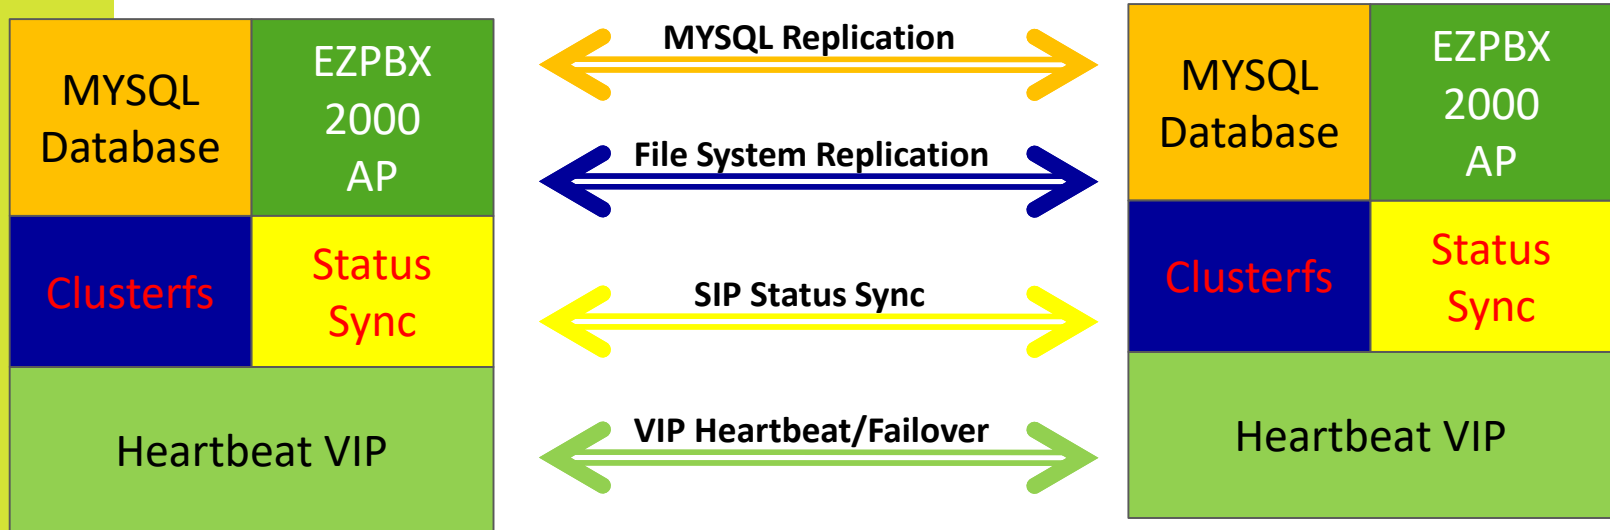 MYSQL
Database
EZPBX
2000
AP
Clusterfs
Status
Sync
Heartbeat VIP
MYSQL Replication
File System Replication
SIP Status Sync
VIP Heartbeat/Failover
MYSQL
Database
EZPBX
2000
AP
Clusterfs
Status
Sync
Heartbeat VIP